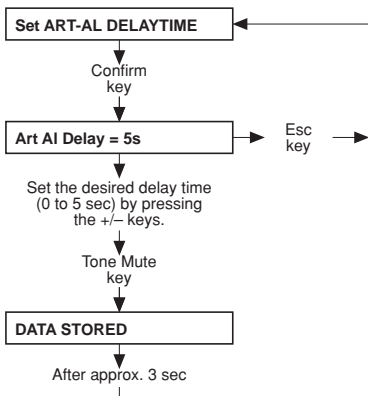 Set ART-AL DELAYTIME
Confirm
key
Art Al Delay = 5s
Esc
key
Set the desired delay time
(0 to 5 sec) by pressing
the +/– keys.
Tone Mute
key
DATA STORED
After approx. 3 sec